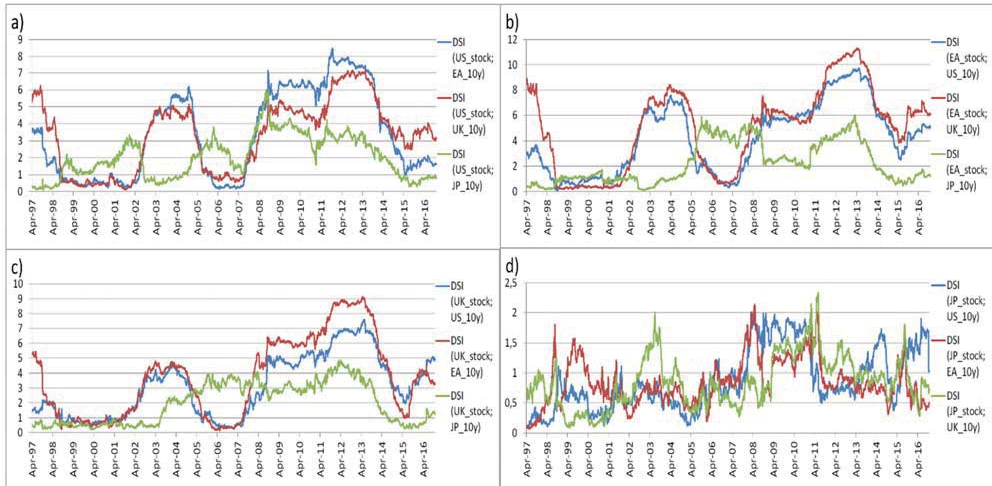 a)
9
8
7
6
5
4
3
2
1
0
Apr-97
Apr-98
Apr-99
Apr-00
Apr-01
Apr-02
Apr-03
Apr-04
Apr-05
Apr-06
Apr-07
Apr-08
Apr-09
Apr-10
Apr-11
Apr-12
Apr-13
Apr-14
Apr-15
Apr-16
DSI
(US_stock;
EA_10y)
DSI
(US_stock;
UK_10y)
DSI
(US_stock;
JP_10y)
b)
12
10
8
6
4
2
0
Apr-97
Apr-98
Apr-99
Apr-00
Apr-01
Apr-02
Apr-03
Apr-04
Apr-05
Apr-06
Apr-07
Apr-08
Apr-09
Apr-10
Apr-11
Apr-12
Apr-13
Apr-14
Apr-15
Apr-16
DSI
(EA_stock;
US_10y)
DSI
(EA_stock;
UK_10y)
DSI
(EA_stock;
JP_10y)
c)
10
9
8
7
6
5
4
3
2
1
0
Apr-97
Apr-98
Apr-99
Apr-00
Apr-01
Apr-02
Apr-03
Apr-04
Apr-05
Apr-06
Apr-07
Apr-08
Apr-09
Apr-10
Apr-11
Apr-12
Apr-13
Apr-14
Apr-15
Apr-16
DSI
(UK_stock;
US_10y)
DSI
(UK_stock;
EA_10y)
DSI
(UK_stock;
JP_10y)
d)
2,5
2
1,5
1
0,5
0
Apr-97
Apr-98
Apr-99
Apr-00
Apr-01
Apr-02
Apr-03
Apr-04
Apr-05
Apr-06
Apr-07
Apr-08
Apr-09
Apr-10
Apr-11
Apr-12
Apr-13
Apr-14
Apr-15
Apr-16
DSI
(JP_stock;
US_10y)
DSI
(JP_stock;
EA_10y)
DSI
(JP_stock;
UK_10y)